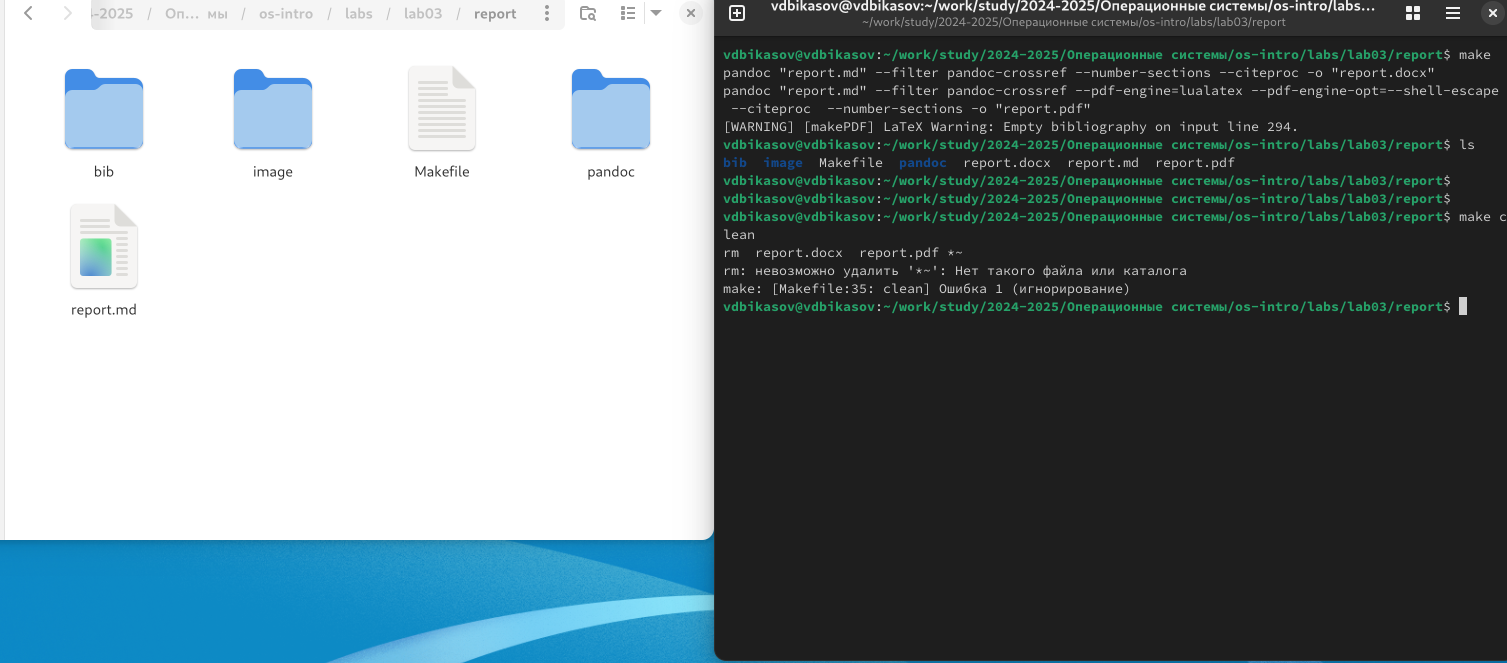 -2025 / Оп… мы / os-intro / labs / lab03 / report
bib
image
Makefile
pandoc
report.md
vdbikasov@vdbikasov:~/work/study/2024-2025/Операционные системы/os-intro/labs...
~/work/study/2024-2025/Операционные системы/os-intro/labs/lab03/report
vdbikasov@vdbikasov:~/work/study/2024-2025/Операционные системы/os-intro/labs/lab03/report$ make
pandoc "report.md" --filter pandoc-crossref --number-sections --citeproc -o "report.docx"
pandoc "report.md" --filter pandoc-crossref --pdf-engine=lualatex --pdf-engine-opt=--shell-escape
--citeproc  --number-sections -o "report.pdf"
[WARNING] [makePDF] LaTeX Warning: Empty bibliography on input line 294.
vdbikasov@vdbikasov:~/work/study/2024-2025/Операционные системы/os-intro/labs/lab03/report$ ls
bib  image  Makefile  pandoc  report.docx  report.md  report.pdf
vdbikasov@vdbikasov:~/work/study/2024-2025/Операционные системы/os-intro/labs/lab03/report$
vdbikasov@vdbikasov:~/work/study/2024-2025/Операционные системы/os-intro/labs/lab03/report$
vdbikasov@vdbikasov:~/work/study/2024-2025/Операционные системы/os-intro/labs/lab03/report$ make c
lean
rm  report.docx  report.pdf *~
rm: невозможно удалить '*~': Нет такого файла или каталога
make: [Makefile:35: clean] Ошибка 1 (игнорирование)
vdbikasov@vdbikasov:~/work/study/2024-2025/Операционные системы/os-intro/labs/lab03/report$